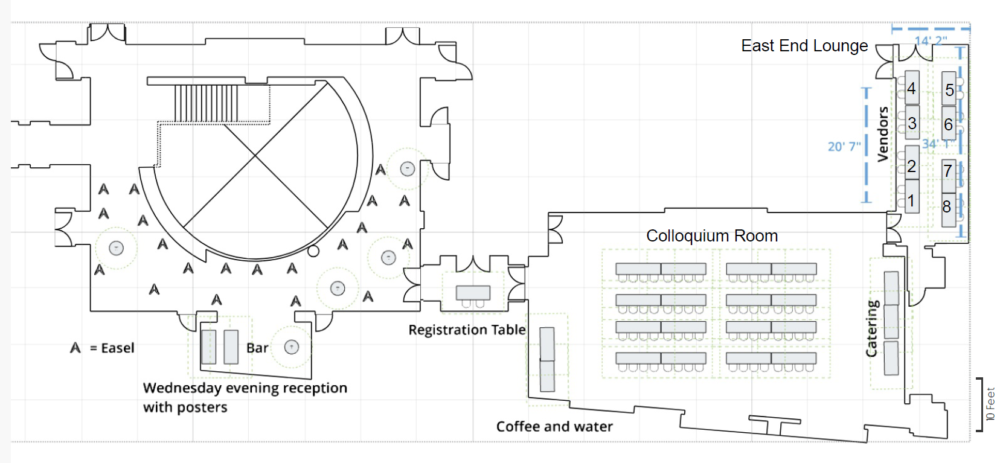 East End Lounge
14' 2"
4
5
3
6
Vendors
20' 7"
34' 1"
2
7
1
8
Colloquium Room
Catering
Registration Table
= Easel
Bar
Wednesday evening reception
with posters
Coffee and water
10 Feet